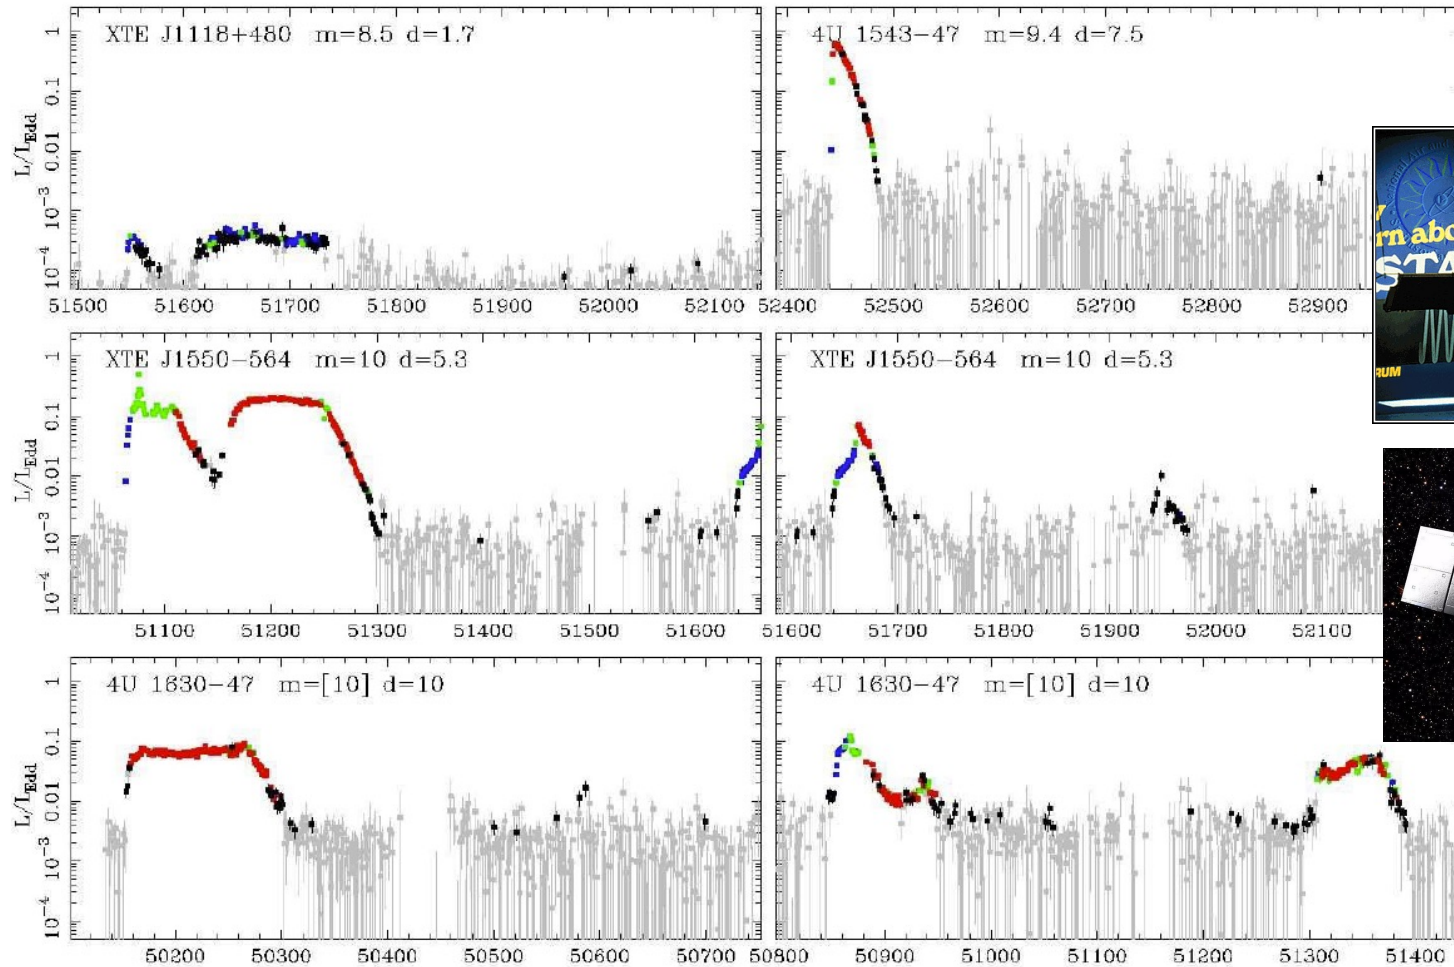 XTE J1118+480 m=8.5 d=1.7
L/LEdd
1
0.1
0.01
10−3
10−4
51500 51600 51700 51800 51900 52000 52100
4U 1543−47 m=9.4 d=7.5
52400 52500 52600 52700 52800 52900
XTE J1550−564 m=10 d=5.3
L/LEdd
1
0.1
0.01
10−3
10−4
51100 51200 51300 51400 51500 51600
XTE J1550−564 m=10 d=5.3
51600 51700 51800 51900 52000 52100
4U 1630−47 m=[10] d=10
L/LEdd
1
0.1
0.01
10−3
10−4
50200 50300 50400 50500 50600 50700
4U 1630−47 m=[10] d=10
50800 50900 51000 51100 51200 51300 51400
rn abo
STA
RUM